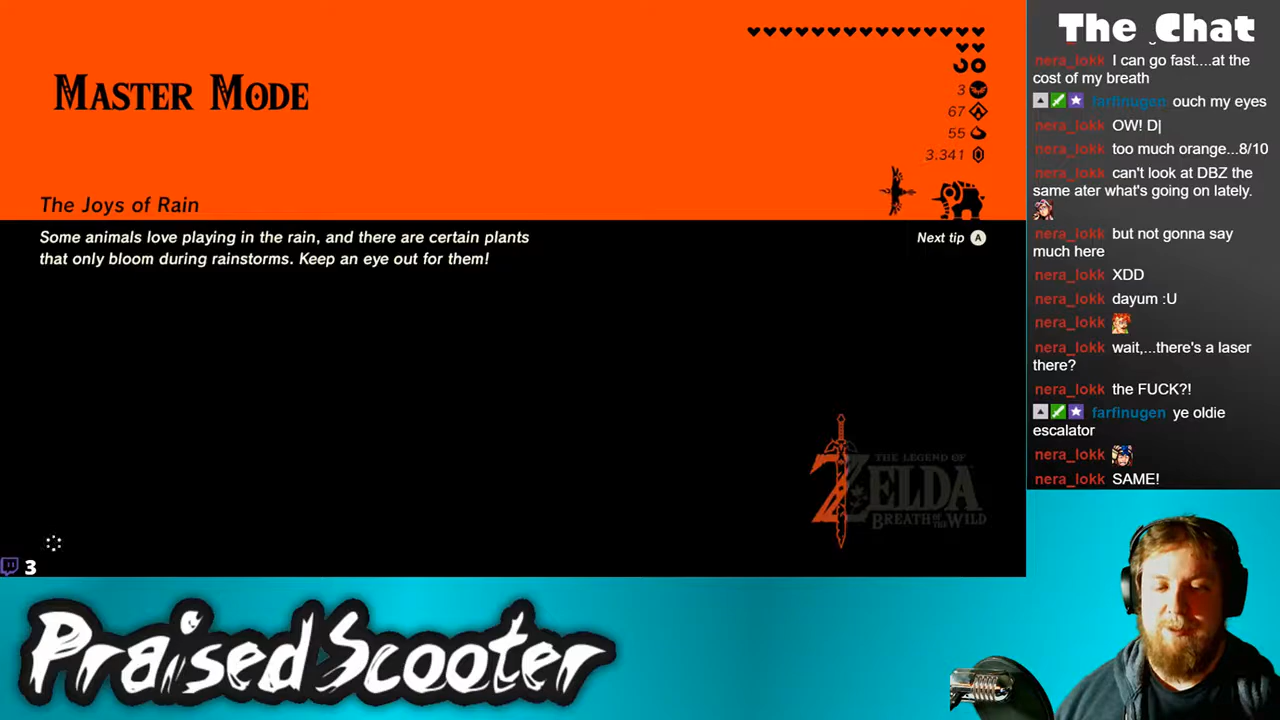 MASTER MODE
3
67
55
3.341
The Joys of Rain
Some animals love playing in the rain, and there are certain plants
that only bloom during rainstorms. Keep an eye out for them!
Next tip A
THE LEGEND OF
ZELDA
BREATH OF THE WILD
3
PraisedScooter
The Chat
nera_lokk I can go fast....at the
cost of my breath
farfinugen ouch my eyes
nera_lokk OW! D|
nera_lokk too much orange...8/10
nera_lokk can't look at DBZ the
same ater what's going on lately.
nera_lokk but not gonna say
much here
nera_lokk XDD
nera_lokk dayum :U
nera_lokk
nera_lokk wait,...there's a laser
there?
nera_lokk the FUCK?!
farfinugen ye oldie
escalator
nera_lokk
nera_lokk SAME!